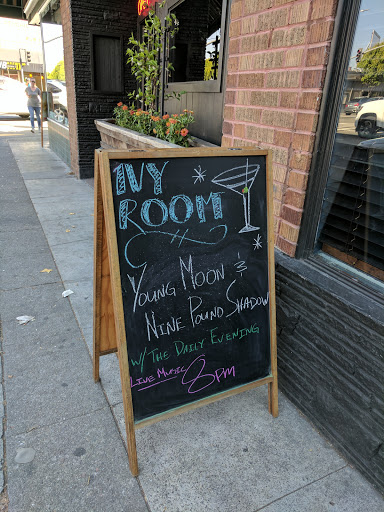 IVY
ROOM
YOUNG MOON &
NINE POUND SHADOW
W/ THE DAILY EVENING
LIVE MUSIC 8PM